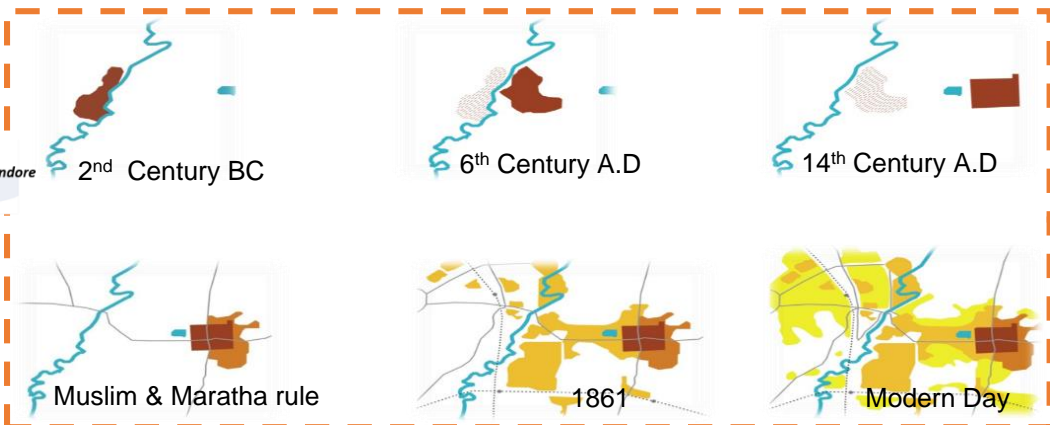 2nd Century BC
6th Century A.D
14th Century A.D
ndore
Muslim & Maratha rule
1861
Modern Day